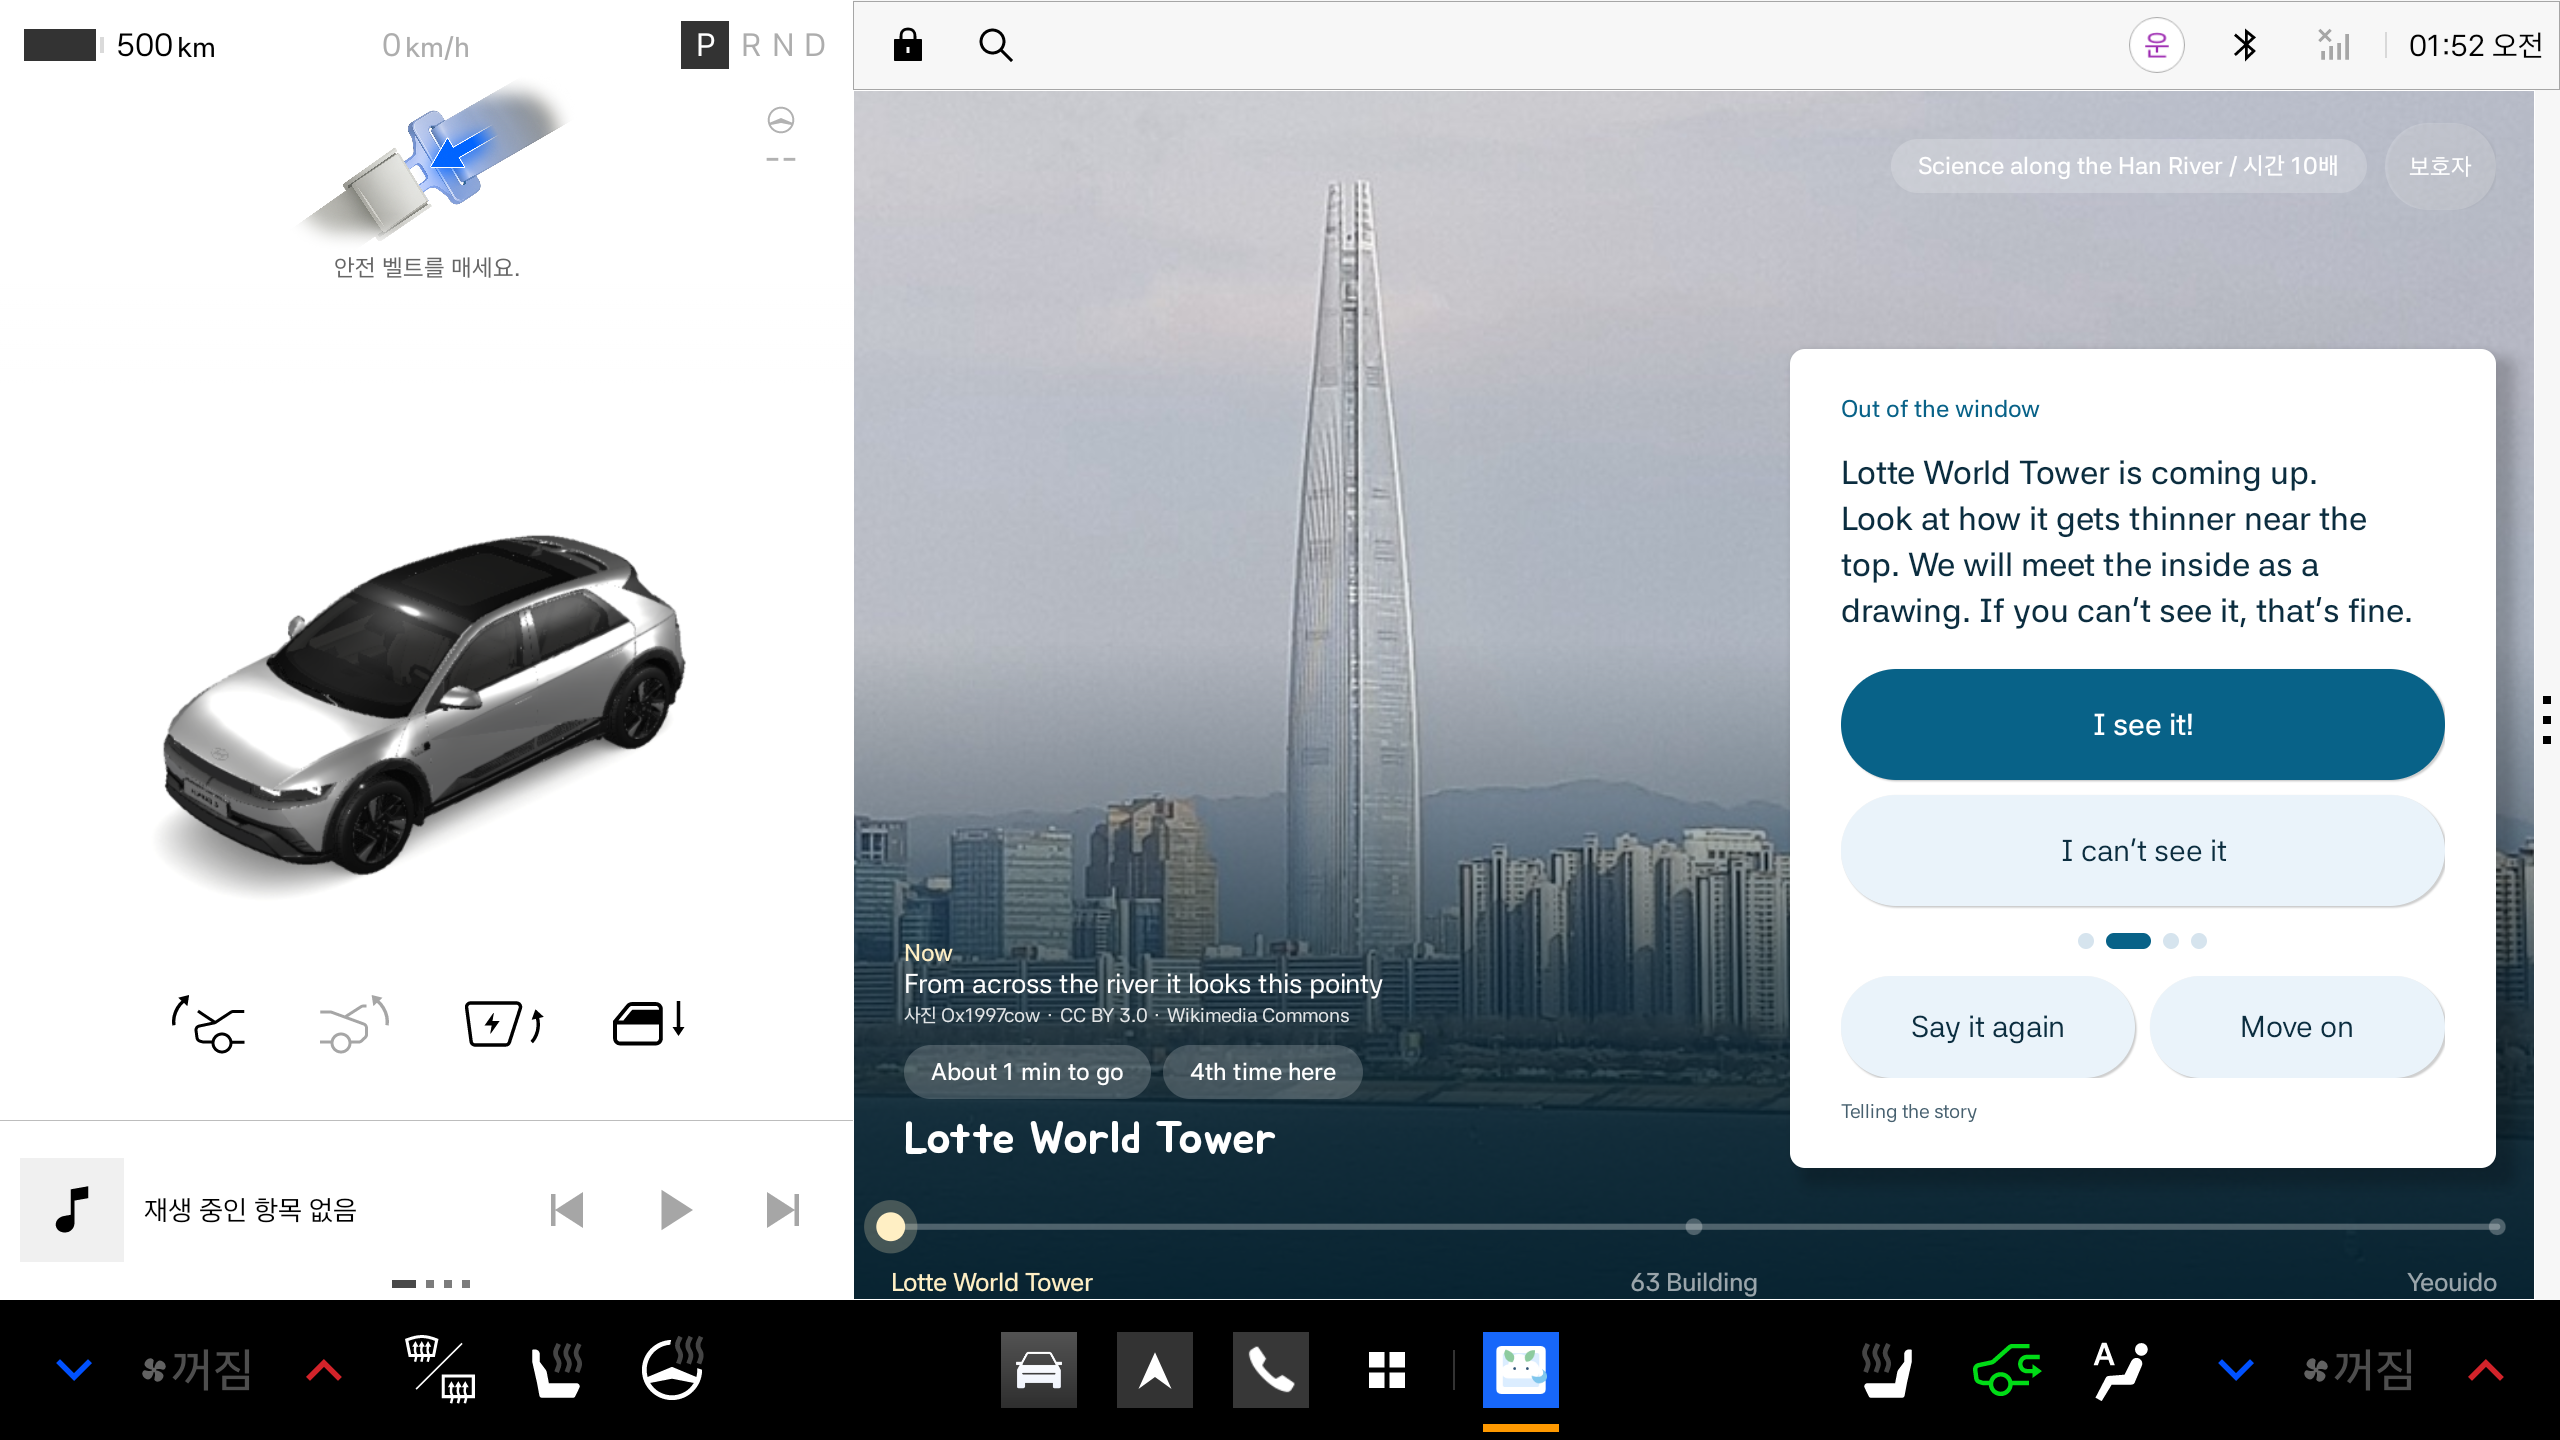 500 km
0 km/h
P R N D
01:52 오전
운
안전 벨트를 매세요.
Science along the Han River / 시간 10배
보호자
Out of the window
Lotte World Tower is coming up.
Look at how it gets thinner near the
top. We will meet the inside as a
drawing. If you can't see it, that's fine.
I see it!
I can't see it
Say it again
Move on
Telling the story
Now
From across the river it looks this pointy
사진 Ox1997cow · CC BY 3.0 · Wikimedia Commons
About 1 min to go
4th time here
Lotte World Tower
Lotte World Tower
63 Building
Yeouido
재생 중인 항목 없음
꺼짐
A
꺼짐